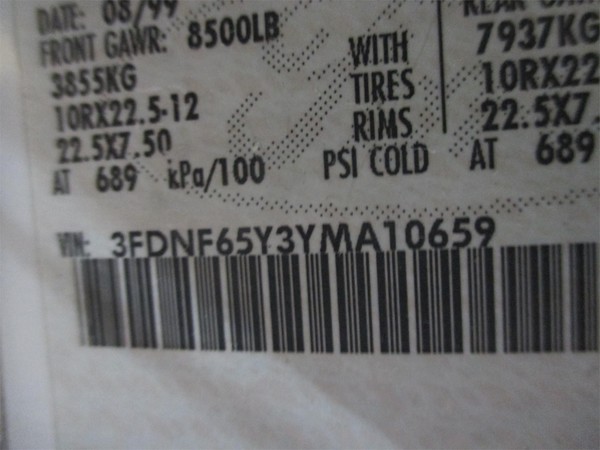 DATE: 08/99
FRONT GAWR: 8500LB
3855KG
10RX22.5-12
22.5X7.50
AT 689 kPa/100
WITH
TIRES
RIMS
PSI COLD
7937KG
10RX22
22.5X7.
AT 689
VIN: 3FDNF65Y3YMA10659